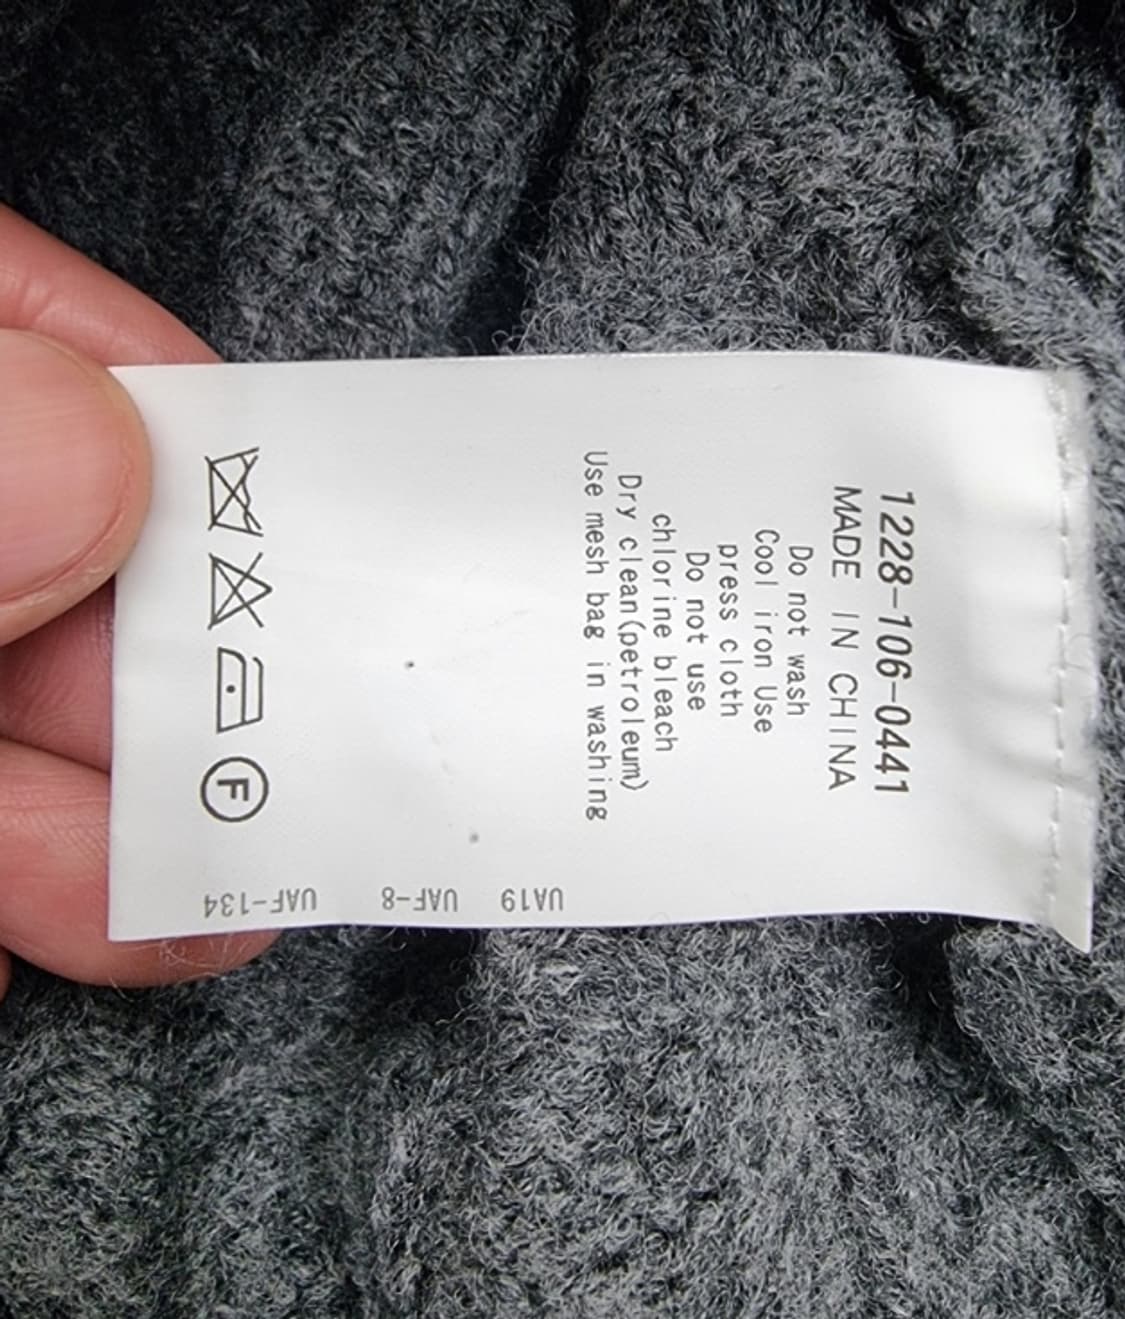 1228-106-0441
MADE IN CHINA
Do not wash
Cool iron Use
press cloth
Do not use
chlorine bleach
Dry clean(petroleum)
Use mesh bag in washing
F
UA19
UAF-8
UAF-134